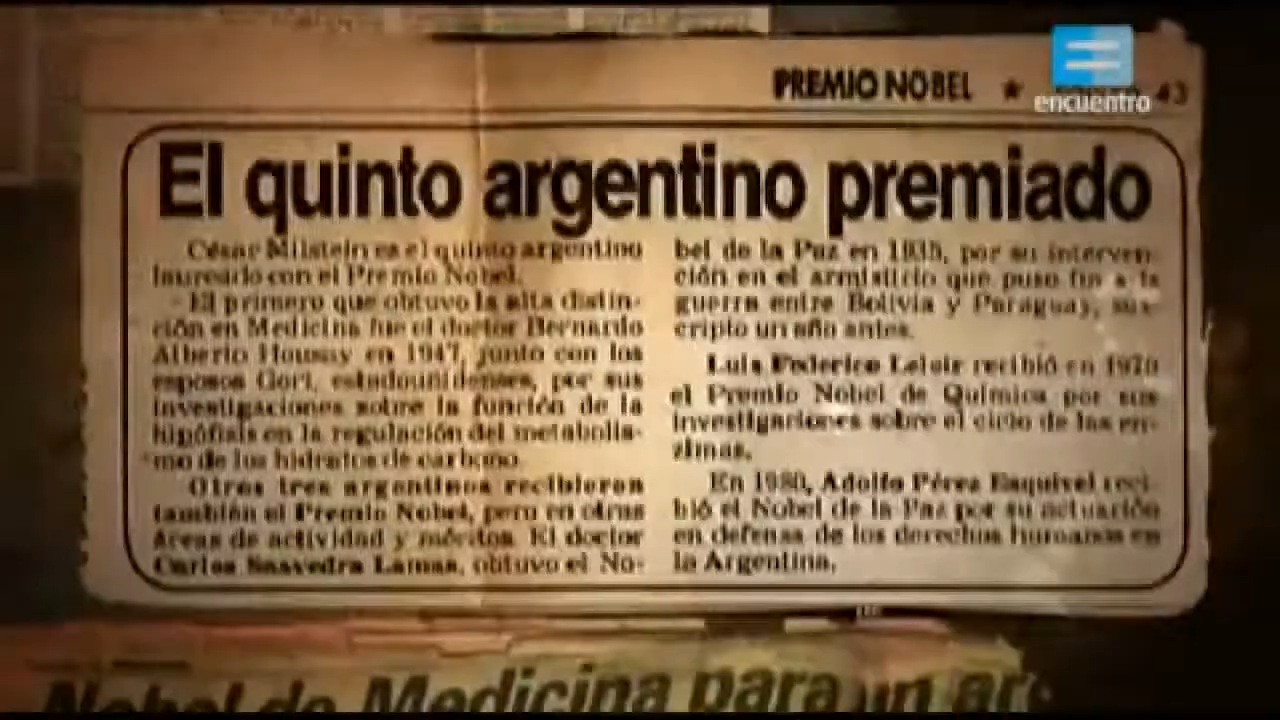 PREMIO NOBEL ★ 43
encuentro
El quinto argentino premiado
César Milstein es el quinto argentino
laureado con el Premio Nobel.
El primero que obtuvo la alta distin-
ción en Medicina fue el doctor Bernardo
Alberto Houssay en 1947, junto con los
esposos Gori, estadounidenses, por sus
investigaciones sobre la función de la
hipófisis en la regulación del metabolis-
mo de los hidratos de carbono.
Otros tres argentinos recibieron
también el Premio Nobel, pero en otras
áreas de actividad y méritos. El doctor
Carlos Saavedra Lamas, obtuvo el No-
bel de la Paz en 1935, por su interven-
ción en el armisticio que puso fin a la
guerra entre Bolivia y Paraguay, sus-
cripto un año antes.
Luis Federico Leloir recibió en 1970
el Premio Nobel de Química por sus
investigaciones sobre el ciclo de las en-
zimas.
En 1980, Adolfo Pérez Esquivel reci-
bió el Nobel de la Paz por su actuación
en defensa de los derechos humanos en
la Argentina.
Nobel de Medicina para un